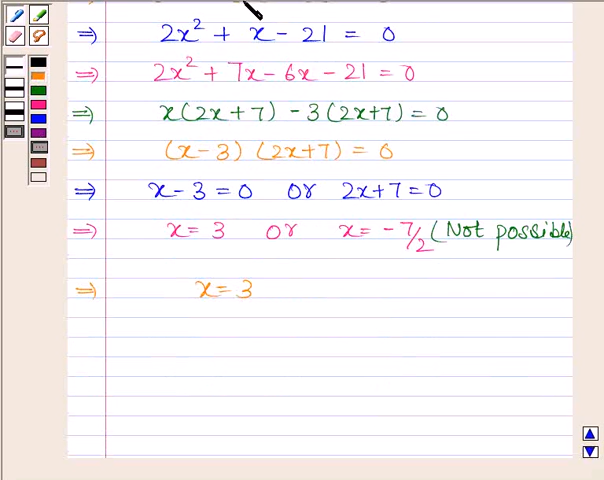 ⇒ 2x² + x - 21 = 0
⇒ 2x² + 7x - 6x - 21 = 0
⇒ x(2x+7) - 3(2x+7) = 0
⇒ (x-3) (2x+7) = 0
⇒ x-3=0 or 2x+7=0
⇒ x= 3 or x= -7/2 (Not possible)
⇒ x= 3